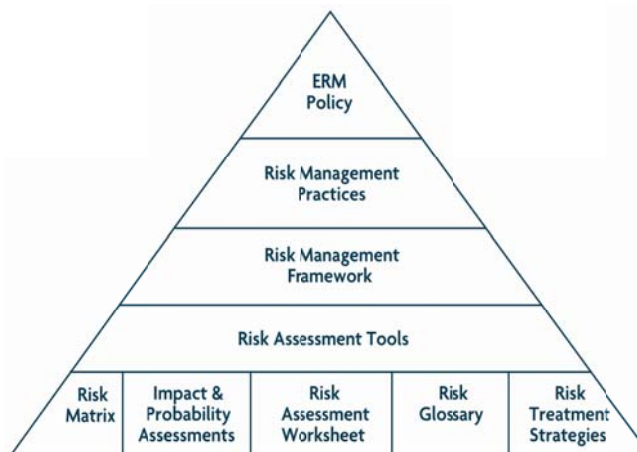 ERM
Policy
Risk Management
Practices
Risk Management
Framework
Risk Assessment Tools
Risk
Matrix
Impact &
Probability
Assessments
Risk
Assessment
Worksheet
Risk
Glossary
Risk
Treatment
Strategies